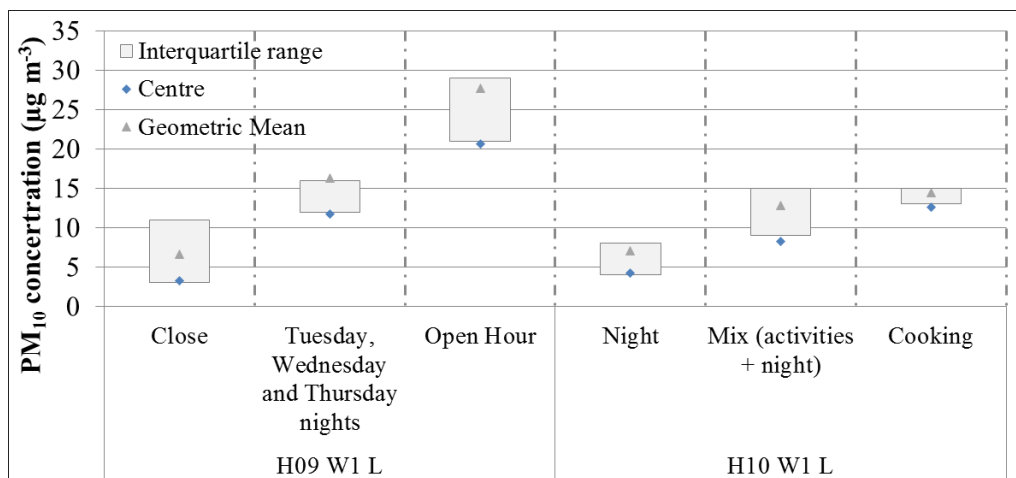 PM₁₀ concertration (µg m⁻³)
35
30
25
20
15
10
5
0
Interquartile range
Centre
Geometric Mean
Close
Tuesday,
Wednesday
and Thursday
nights
Open Hour
Night
Mix (activities
+ night)
Cooking
H09 W1 L
H10 W1 L